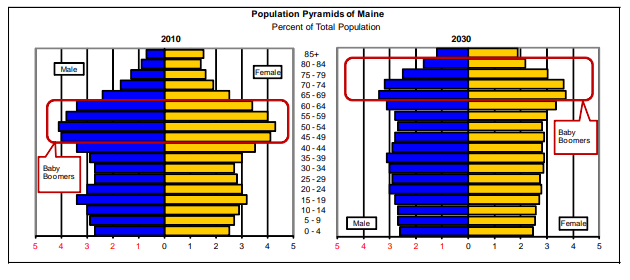 Population Pyramids of Maine
Percent of Total Population
2010
2030
Male
Female
85+
80 - 84
75 - 79
70 - 74
65 - 69
60 - 64
55 - 59
50 - 54
45 - 49
40 - 44
35 - 39
30 - 34
25 - 29
20 - 24
15 - 19
10 - 14
5 - 9
0 - 4
Baby
Boomers
Baby
Boomers
Male
Female
5 4 3 2 1 0 1 2 3 4 5
5 4 3 2 1 0 1 2 3 4 5